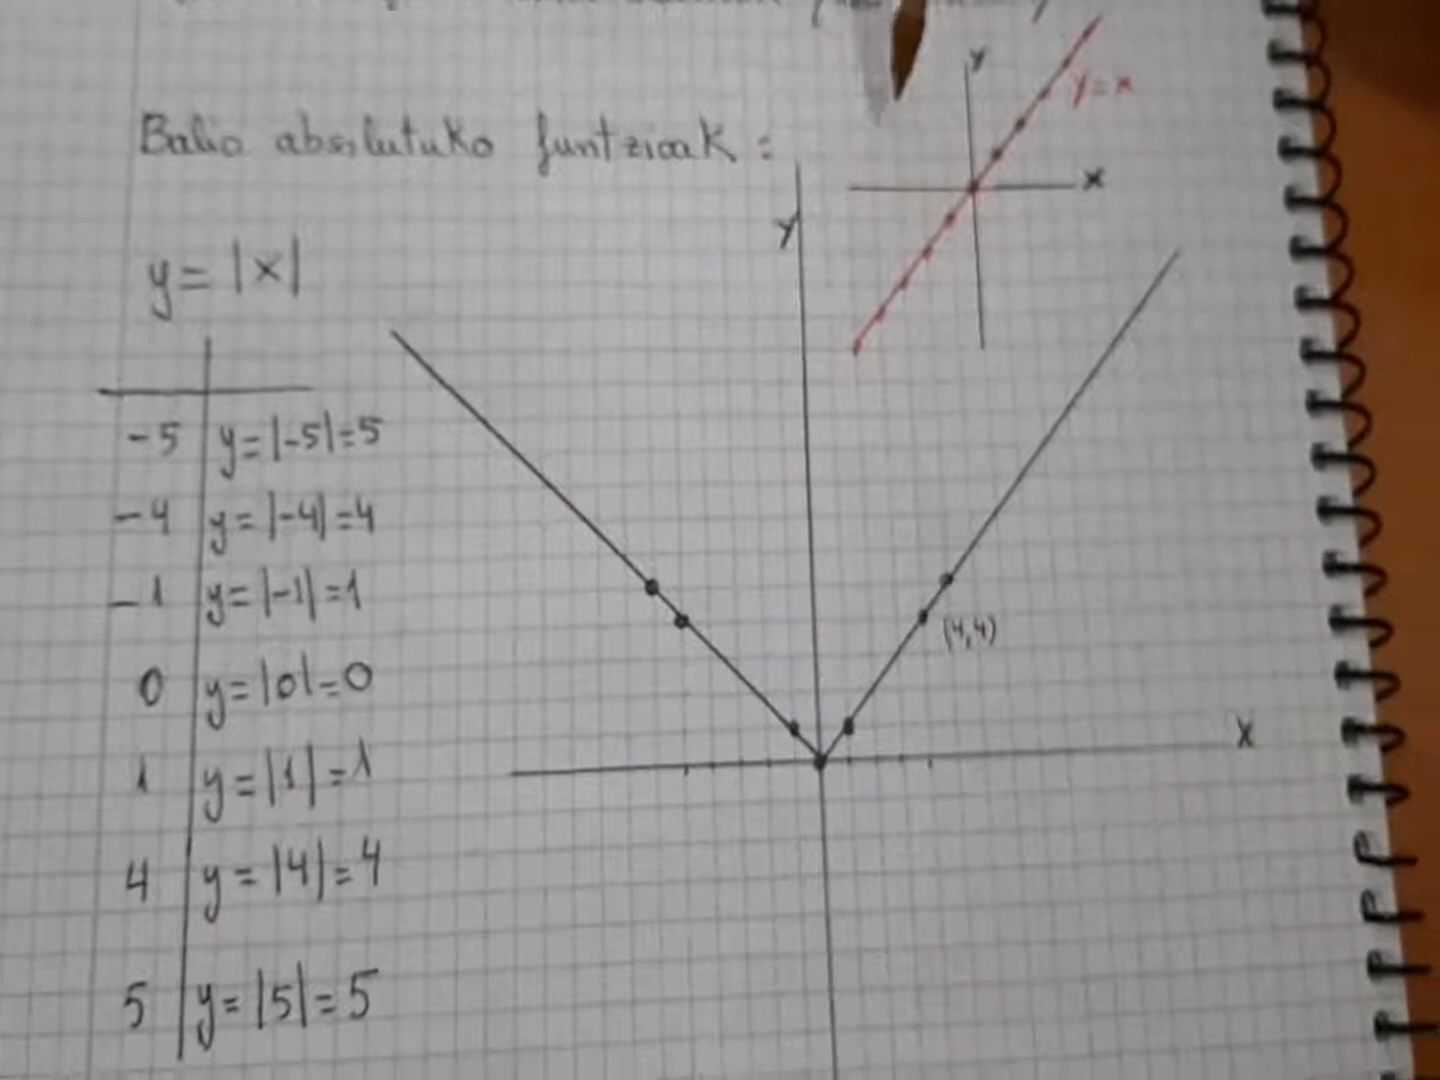 Balio absolutuko funtzioak :
y
y = x
x
y = |x|
y
-5 y = |-5| = 5
-4 y = |-4| = 4
-1 y = |-1| = 1
(4,4)
0 y = |0| = 0
x
1 y = |1| = 1
4 y = |4| = 4
5 y = |5| = 5